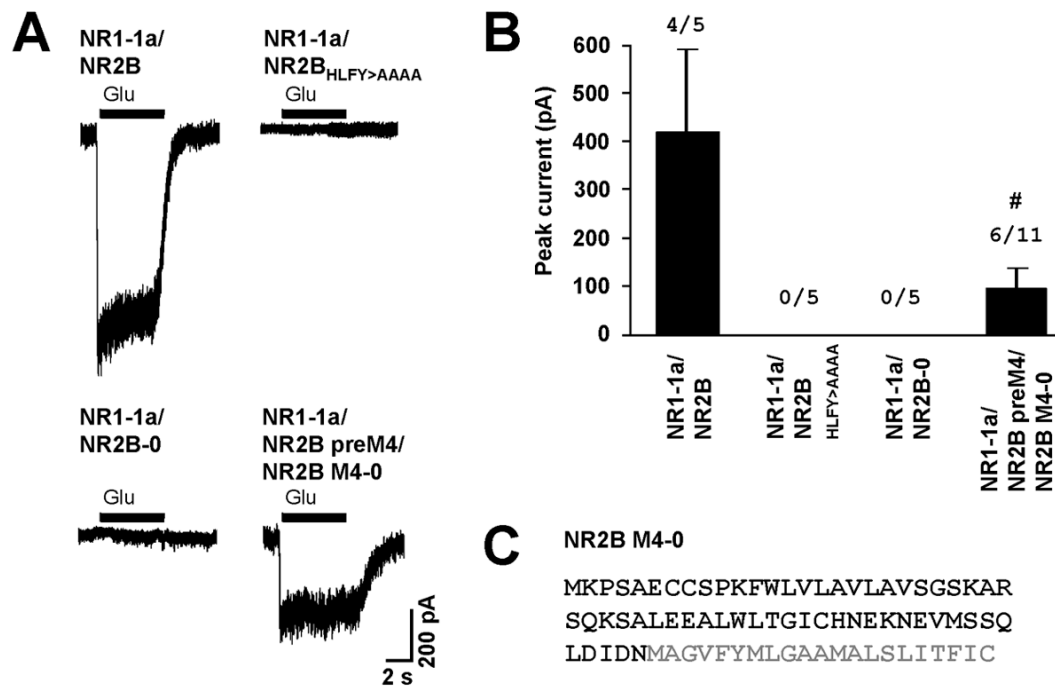 A
NR1-1a/
NR2B
Glu
NR1-1a/
NR2BHLFY>AAAA
Glu
NR1-1a/
NR2B-0
Glu
NR1-1a/
NR2B preM4/
NR2B M4-0
Glu
200 pA
2 s
B
Peak current (pA)
600
500
400
300
200
100
0
4/5
0/5
0/5
#
6/11
NR1-1a/
NR2B
NR1-1a/
NR2B
HLFY>AAAA
NR1-1a/
NR2B-0
NR1-1a/
NR2B preM4/
NR2B M4-0
C
NR2B M4-0
MKPSAECCSPKFWLVLAVLAVSGSKAR
SQKSALEEALWLTGICHNEKNEVMSSQ
LDIDNMAGVFYMLGAAMALSLITFIC